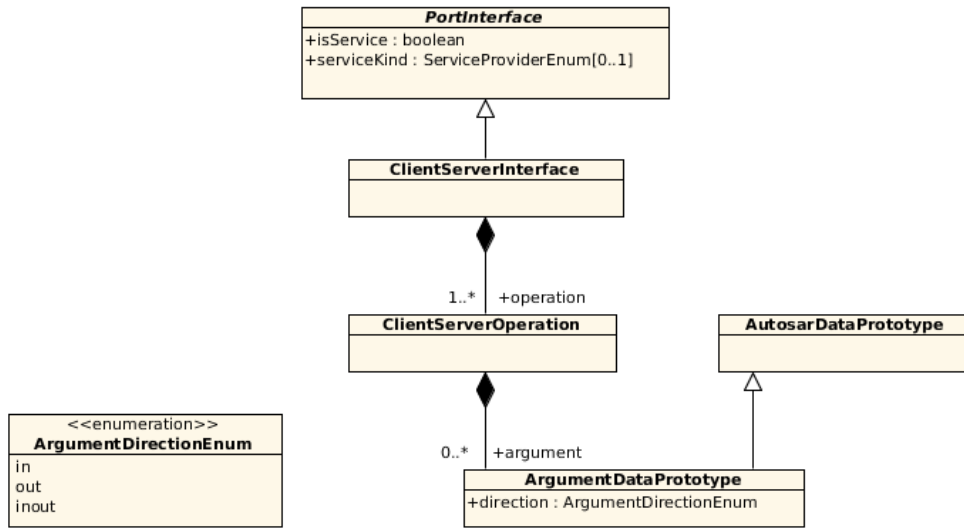 PortInterface
+isService : boolean
+serviceKind : ServiceProviderEnum[0..1]
ClientServerInterface
1..* +operation
ClientServerOperation
AutosarDataPrototype
<<enumeration>>
ArgumentDirectionEnum
in
out
inout
0..* +argument
ArgumentDataPrototype
+direction : ArgumentDirectionEnum